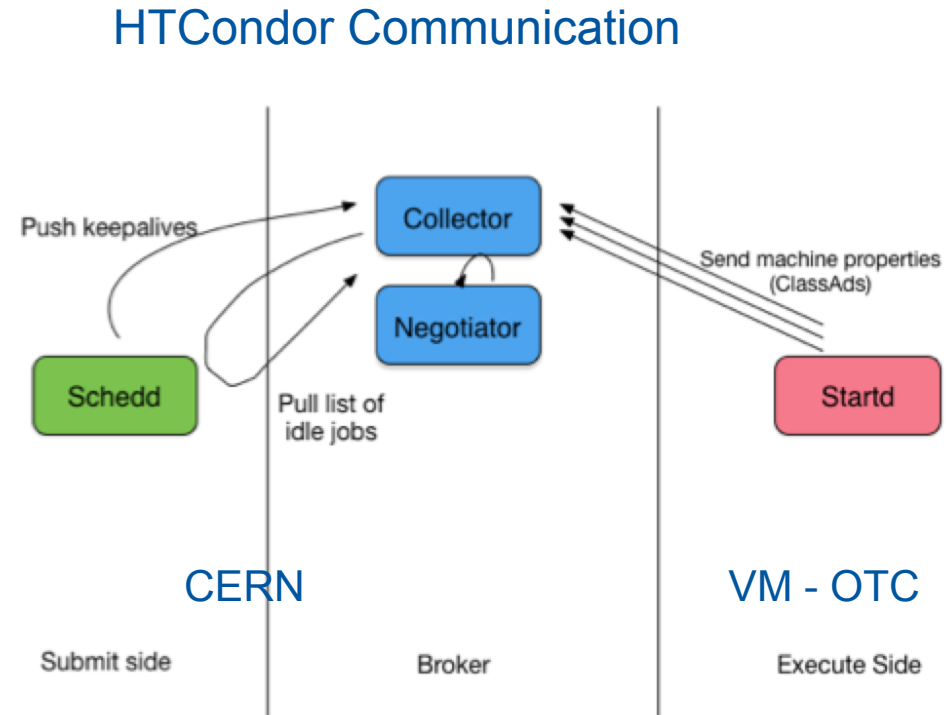 HTCondor Communication
Push keepalives
Collector
Send machine properties
(ClassAds)
Negotiator
Schedd
Pull list of
idle jobs
Startd
CERN
VM - OTC
Submit side
Broker
Execute Side